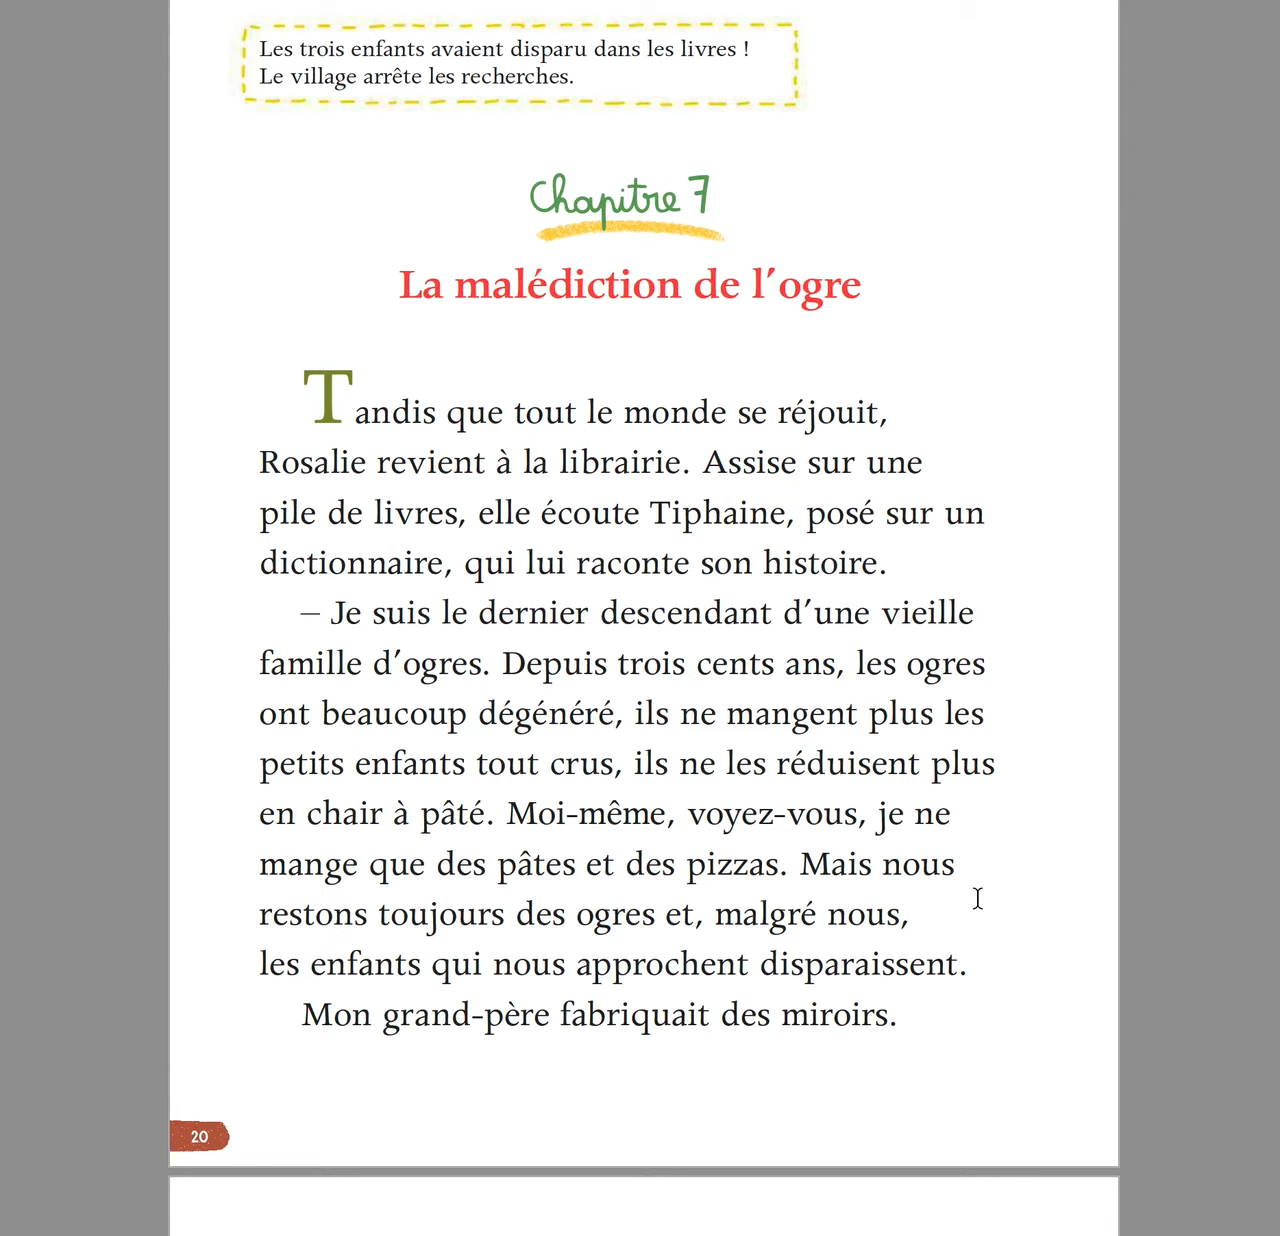 Les trois enfants avaient disparu dans les livres !
Le village arrête les recherches.
Chapitre 7
La malédiction de l'ogre
Tandis que tout le monde se réjouit,
Rosalie revient à la librairie. Assise sur une
pile de livres, elle écoute Tiphaine, posé sur un
dictionnaire, qui lui raconte son histoire.
– Je suis le dernier descendant d'une vieille
famille d'ogres. Depuis trois cents ans, les ogres
ont beaucoup dégénéré, ils ne mangent plus les
petits enfants tout crus, ils ne les réduisent plus
en chair à pâté. Moi-même, voyez-vous, je ne
mange que des pâtes et des pizzas. Mais nous
restons toujours des ogres et, malgré nous,
les enfants qui nous approchent disparaissent.
Mon grand-père fabriquait des miroirs.
20